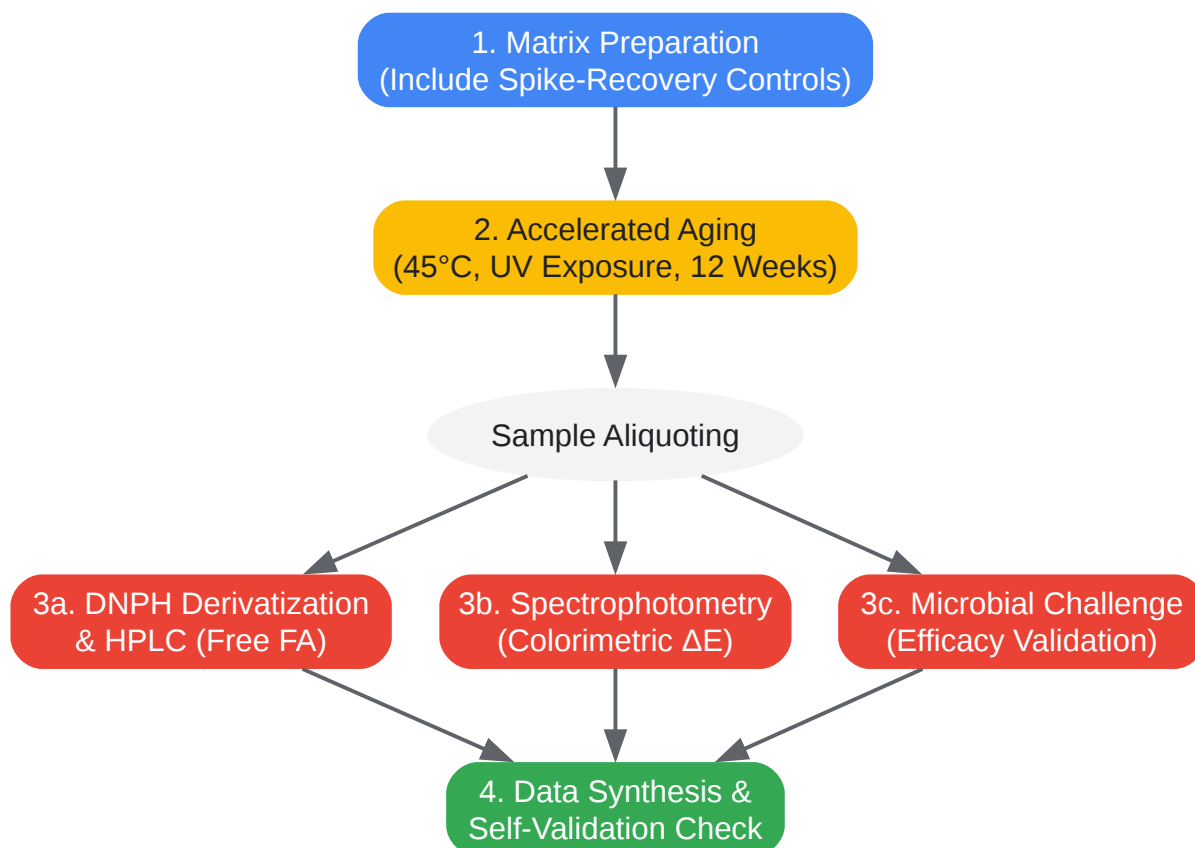 1. Matrix Preparation
(Include Spike-Recovery Controls)
2. Accelerated Aging
(45°C, UV Exposure, 12 Weeks)
Sample Aliquoting
3a. DNPH Derivatization
& HPLC (Free FA)
3b. Spectrophotometry
(Colorimetric ΔE)
3c. Microbial Challenge
(Efficacy Validation)
4. Data Synthesis &
Self-Validation Check